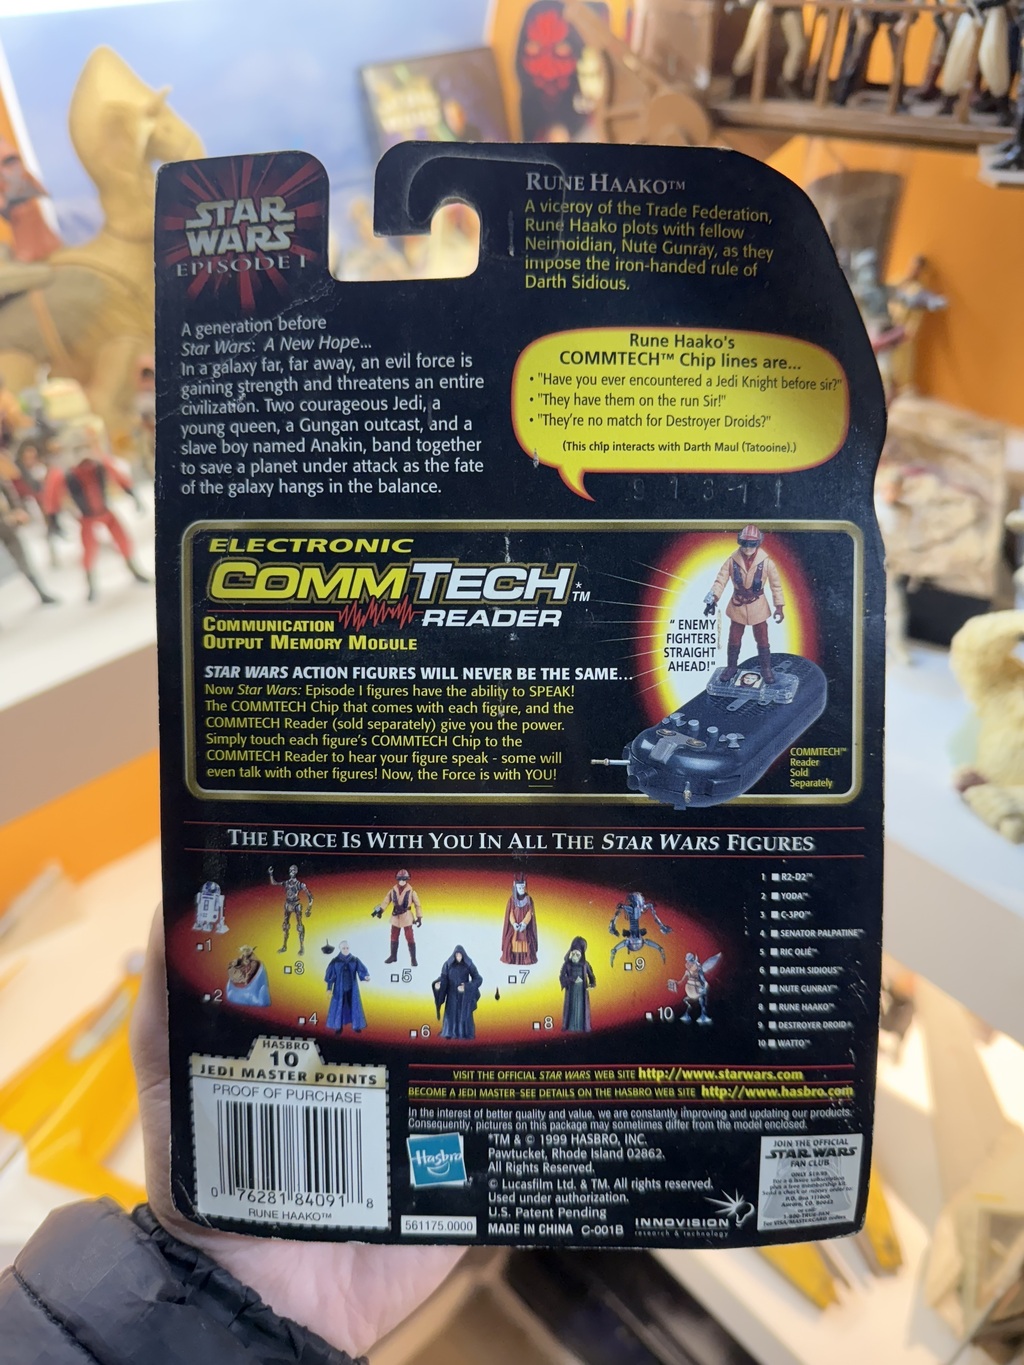 STAR
WARS
EPISODE I
RUNE HAAKO™
A viceroy of the Trade Federation,
Rune Haako plots with fellow
Neimoidian, Nute Gunray, as they
impose the iron-handed rule of
Darth Sidious.
A generation before
Star Wars: A New Hope...
In a galaxy far, far away, an evil force is
gaining strength and threatens an entire
civilization. Two courageous Jedi, a
young queen, a Gungan outcast, and a
slave boy named Anakin, band together
to save a planet under attack as the fate
of the galaxy hangs in the balance.
Rune Haako's
COMMTECH™ Chip lines are...
• "Have you ever encountered a Jedi Knight before sir?"
• "They have them on the run Sir!"
• "They're no match for Destroyer Droids?"
(This chip interacts with Darth Maul (Tatooine).)
ELECTRONIC
COMMTECH*™
READER
COMMUNICATION
OUTPUT MEMORY MODULE
STAR WARS ACTION FIGURES WILL NEVER BE THE SAME...
Now Star Wars: Episode I figures have the ability to SPEAK!
The COMMTECH Chip that comes with each figure, and the
COMMTECH Reader (sold separately) give you the power.
Simply touch each figure's COMMTECH Chip to the
COMMTECH Reader to hear your figure speak - some will
even talk with other figures! Now, the Force is with YOU!
"ENEMY
FIGHTERS
STRAIGHT
AHEAD!"
COMMTECH™
Reader
Sold
Separately
THE FORCE IS WITH YOU IN ALL THE STAR WARS FIGURES
1
2
3
4
5
6
7
8
9
10
1 R2-D2™
2 YODA™
3 C-3PO™
4 SENATOR PALPATINE™
5 RIC OLIÉ™
6 DARTH SIDIOUS™
7 NUTE GUNRAY™
8 RUNE HAAKO™
9 DESTROYER DROID®
10 WATTO™
HASBRO
10
JEDI MASTER POINTS
PROOF OF PURCHASE
0 76281 84091 8
RUNE HAAKO™
VISIT THE OFFICIAL STAR WARS WEB SITE http://www.starwars.com
BECOME A JEDI MASTER-SEE DETAILS ON THE HASBRO WEB SITE http://www.hasbro.com
In the interest of better quality and value, we are constantly improving and updating our products.
Consequently, pictures on this package may sometimes differ from the model enclosed.
Hasbro
*TM & © 1999 HASBRO, INC.
Pawtucket, Rhode Island 02862.
All Rights Reserved.
© Lucasfilm Ltd. & TM. All rights reserved.
Used under authorization.
U.S. Patent Pending
MADE IN CHINA C-001B
561175.0000
INNOVISION
research & technology
JOIN THE OFFICIAL
STAR WARS
FAN CLUB